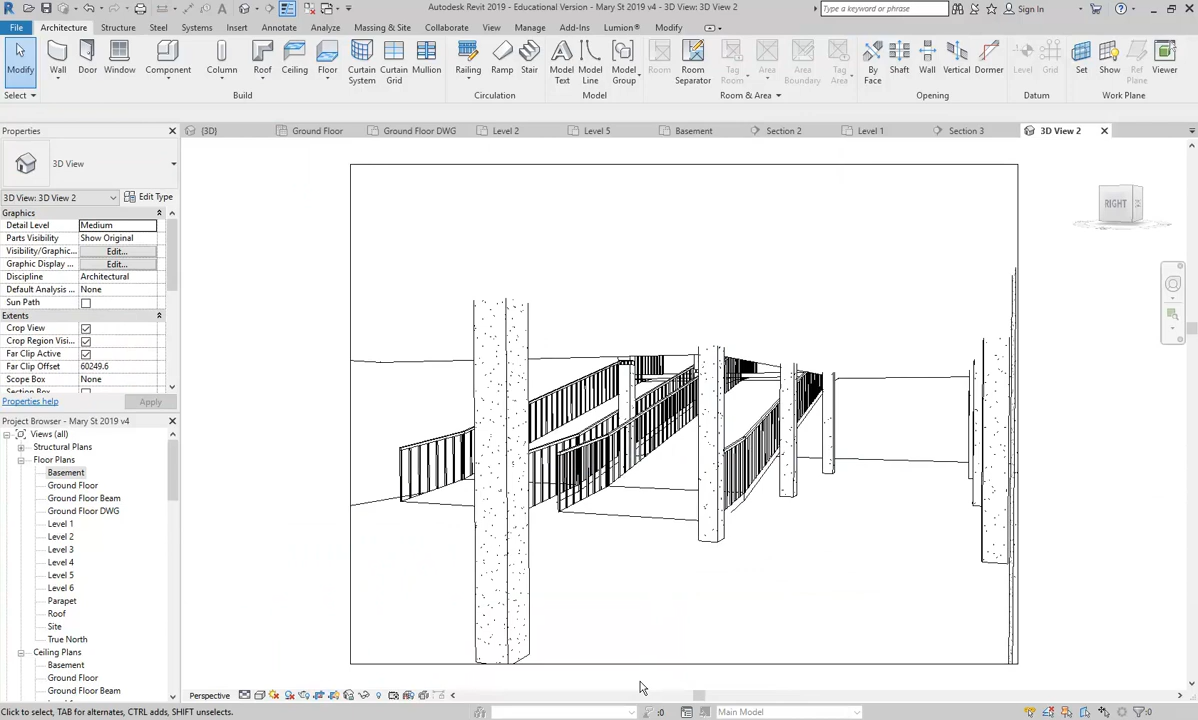 Autodesk Revit 2019 - Educational Version - Mary St 2019 v4 - 3D View: 3D View 2
Type a keyword or phrase
Sign In
File Architecture Structure Steel Systems Insert Annotate Analyze Massing & Site Collaborate View Manage Add-Ins Lumion® Modify
Modify Wall Door Window Component Column Roof Ceiling Floor Curtain System Curtain Grid Mullion Railing Ramp Stair Model Text Model Line Model Group Room Room Separator Tag Room Area Area Boundary Tag Area By Face Shaft Wall Vertical Dormer Level Grid Set Show Ref Plane Viewer
Select Build Circulation Model Room & Area Opening Datum Work Plane
Properties
{3D} Ground Floor Ground Floor DWG Level 2 Level 5 Basement Section 2 Level 1 Section 3 3D View 2
3D View
3D View: 3D View 2 Edit Type
Graphics
Detail Level Medium
Parts Visibility Show Original
Visibility/Graphic... Edit...
Graphic Display ... Edit...
Discipline Architectural
Default Analysis ... None
Sun Path
Extents
Crop View
Crop Region Visi...
Far Clip Active
Far Clip Offset 60249.6
Scope Box None
Properties help Apply
RIGHT
Project Browser - Mary St 2019 v4
Views (all)
Structural Plans
Floor Plans
Basement
Ground Floor
Ground Floor Beam
Ground Floor DWG
Level 1
Level 2
Level 3
Level 4
Level 5
Level 6
Parapet
Roof
Site
True North
Ceiling Plans
Basement
Ground Floor
Ground Floor Beam
Perspective
Click to select, TAB for alternates, CTRL adds, SHIFT unselects.
:0
Main Model
:0